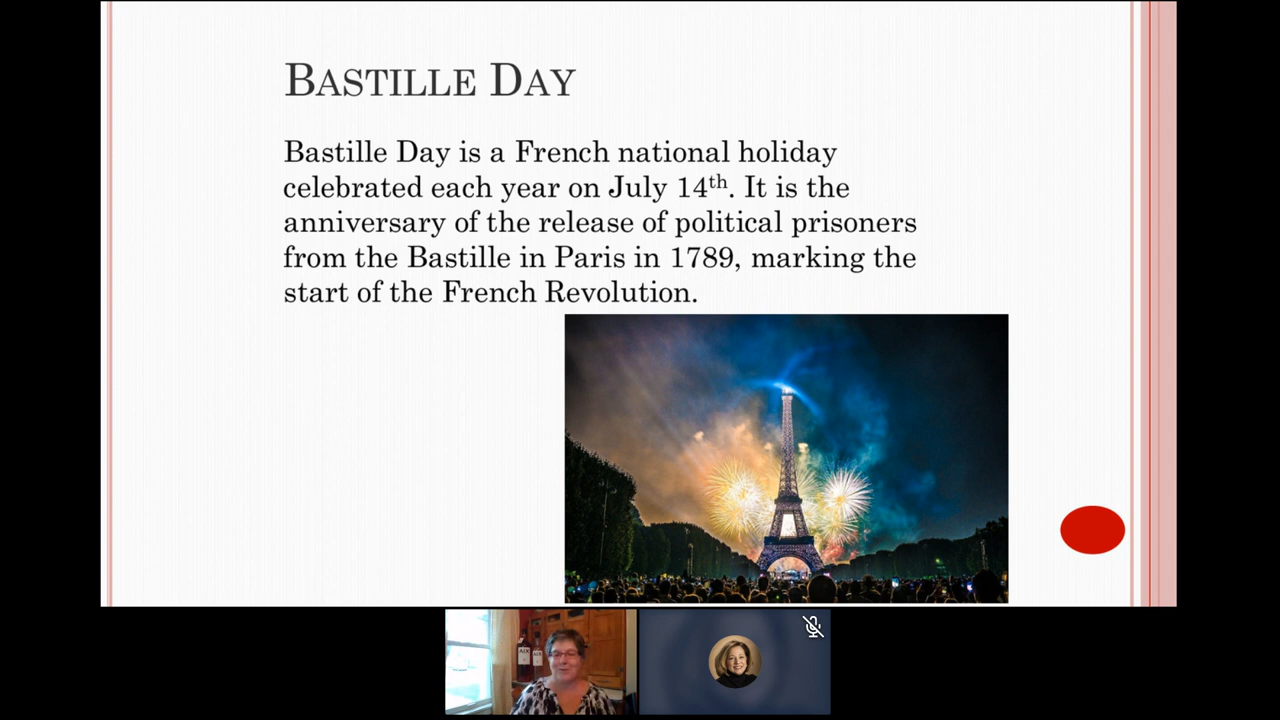 BASTILLE DAY
Bastille Day is a French national holiday
celebrated each year on July 14th. It is the
anniversary of the release of political prisoners
from the Bastille in Paris in 1789, marking the
start of the French Revolution.
AIX
AIX